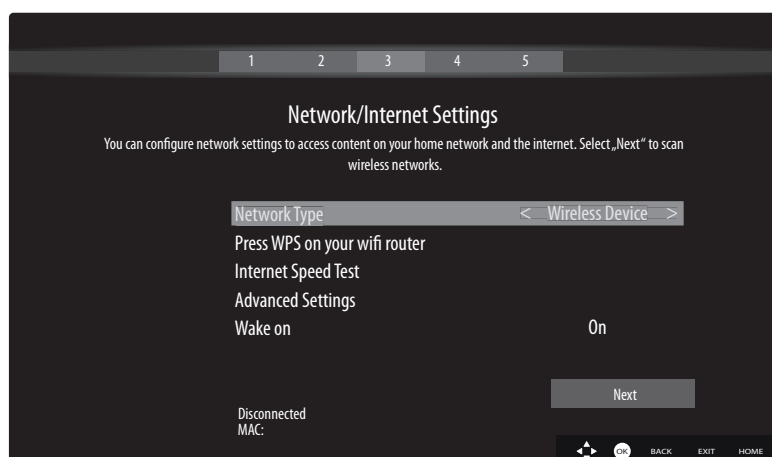 1 2 3 4 5
Network/Internet Settings
You can configure network settings to access content on your home network and the internet. Select „Next“ to scan
wireless networks.
Network Type < Wireless Device >
Press WPS on your wifi router
Internet Speed Test
Advanced Settings
Wake on On
Next
Disconnected
MAC:
OK BACK EXIT HOME